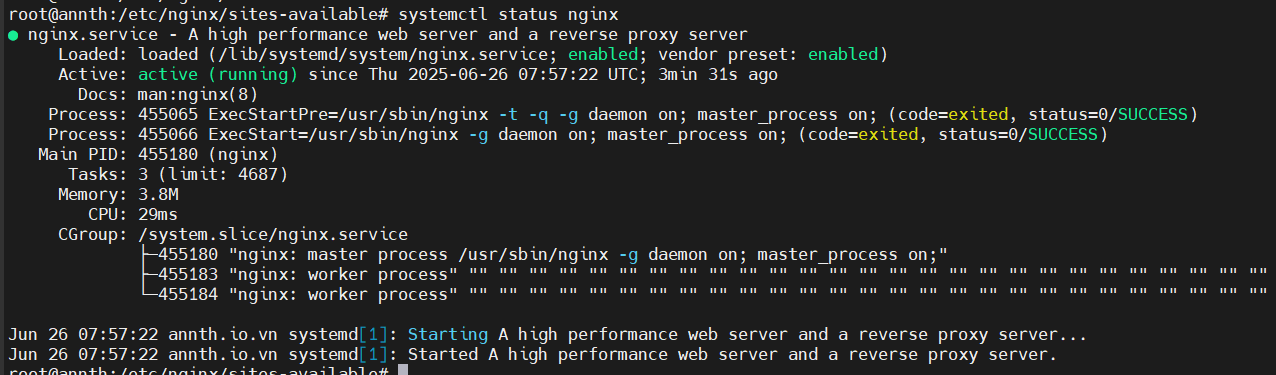 root@annth:/etc/nginx/sites-available# systemctl status nginx
● nginx.service - A high performance web server and a reverse proxy server
Loaded: loaded (/lib/systemd/system/nginx.service; enabled; vendor preset: enabled)
Active: active (running) since Thu 2025-06-26 07:57:22 UTC; 3min 31s ago
Docs: man:nginx(8)
Process: 455065 ExecStartPre=/usr/sbin/nginx -t -q -g daemon on; master_process on; (code=exited, status=0/SUCCESS)
Process: 455066 ExecStart=/usr/sbin/nginx -g daemon on; master_process on; (code=exited, status=0/SUCCESS)
Main PID: 455180 (nginx)
Tasks: 3 (limit: 4687)
Memory: 3.8M
CPU: 29ms
CGroup: /system.slice/nginx.service
├─455180 "nginx: master process /usr/sbin/nginx -g daemon on; master_process on;"
├─455183 "nginx: worker process" "" "" "" "" "" "" "" "" "" "" "" "" "" "" "" "" "" "" "" "" "" "" "" "" "" "" ""
└─455184 "nginx: worker process" "" "" "" "" "" "" "" "" "" "" "" "" "" "" "" "" "" "" "" "" "" "" "" "" "" "" ""
Jun 26 07:57:22 annth.io.vn systemd[1]: Starting A high performance web server and a reverse proxy server...
Jun 26 07:57:22 annth.io.vn systemd[1]: Started A high performance web server and a reverse proxy server.
root@annth:/etc/nginx/sites-available#